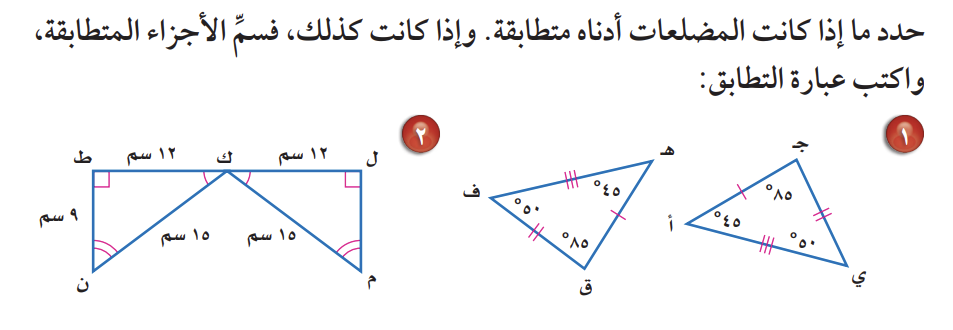 حدد ما إذا كانت المضلعات أدناه متطابقة. وإذا كانت كذلك، فسمِّ الأجزاء المتطابقة،
واكتب عبارة التطابق:
١
جـ
٨٥°
أ
٤٥°
٥٠°
ي
هـ
٤٥°
ف
٥٠°
٨٥°
ق
٢
ل
١٢ سم
ك
١٢ سم
ط
٩ سم
١٥ سم
١٥ سم
م
ن